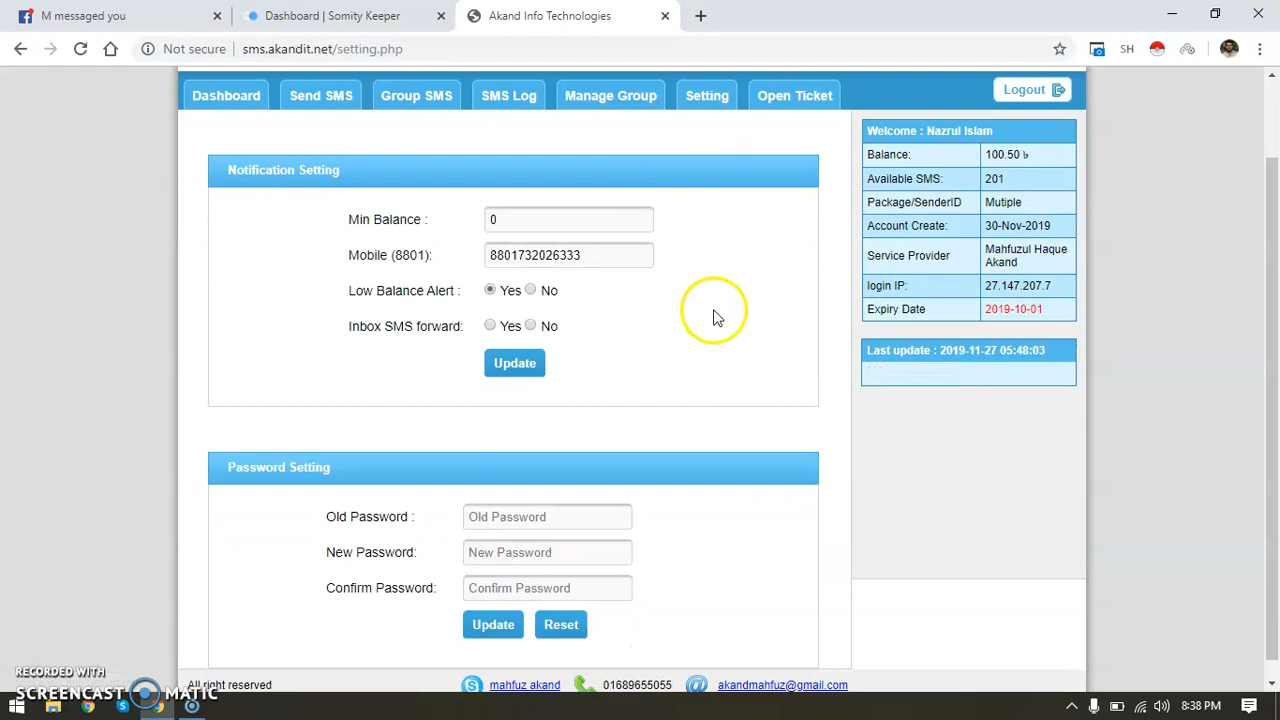 M messaged you
Dashboard | Somity Keeper
Akand Info Technologies
Not secure
sms.akandit.net/setting.php
SH
Dashboard
Send SMS
Group SMS
SMS Log
Manage Group
Setting
Open Ticket
Logout
Notification Setting
Min Balance :
0
Mobile (8801):
8801732026333
Low Balance Alert :
Yes
No
Inbox SMS forward:
Yes
No
Update
Password Setting
Old Password :
Old Password
New Password:
New Password
Confirm Password:
Confirm Password
Update
Reset
Welcome : Nazrul Islam
Balance:
100.50 ৳
Available SMS:
201
Package/SenderID
Mutiple
Account Create:
30-Nov-2019
Service Provider
Mahfuzul Haque
Akand
login IP:
27.147.207.7
Expiry Date
2019-10-01
Last update : 2019-11-27 05:48:03
All right reserved
mahfuz akand
01689655055
akandmahfuz@gmail.com
RECORDED WITH
SCREENCAST MATIC
8:38 PM